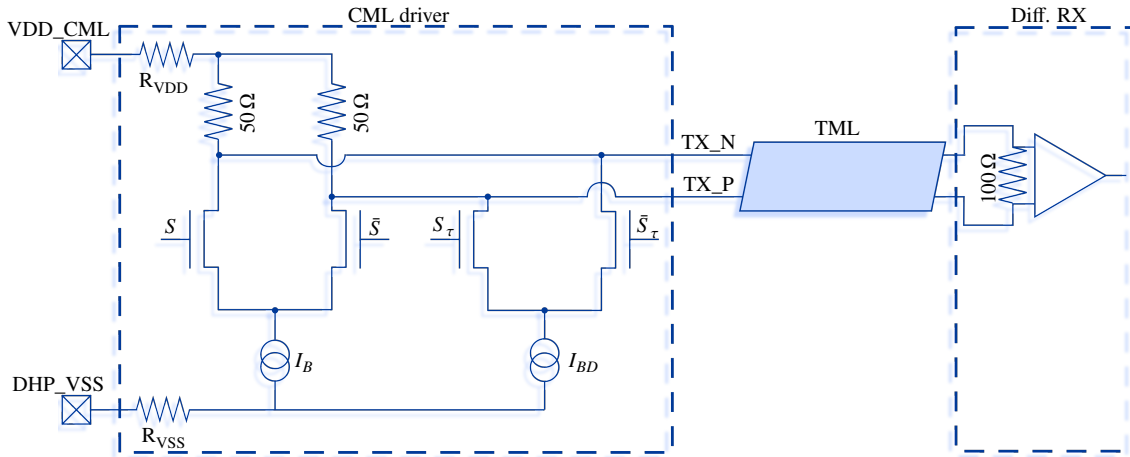 CML driver
Diff. RX
VDD_CML
R_VDD
50 Ω
50 Ω
TX_N
TML
TX_P
100 Ω
S
S̄
S_τ
S̄_τ
I_B
I_BD
DHP_VSS
R_VSS